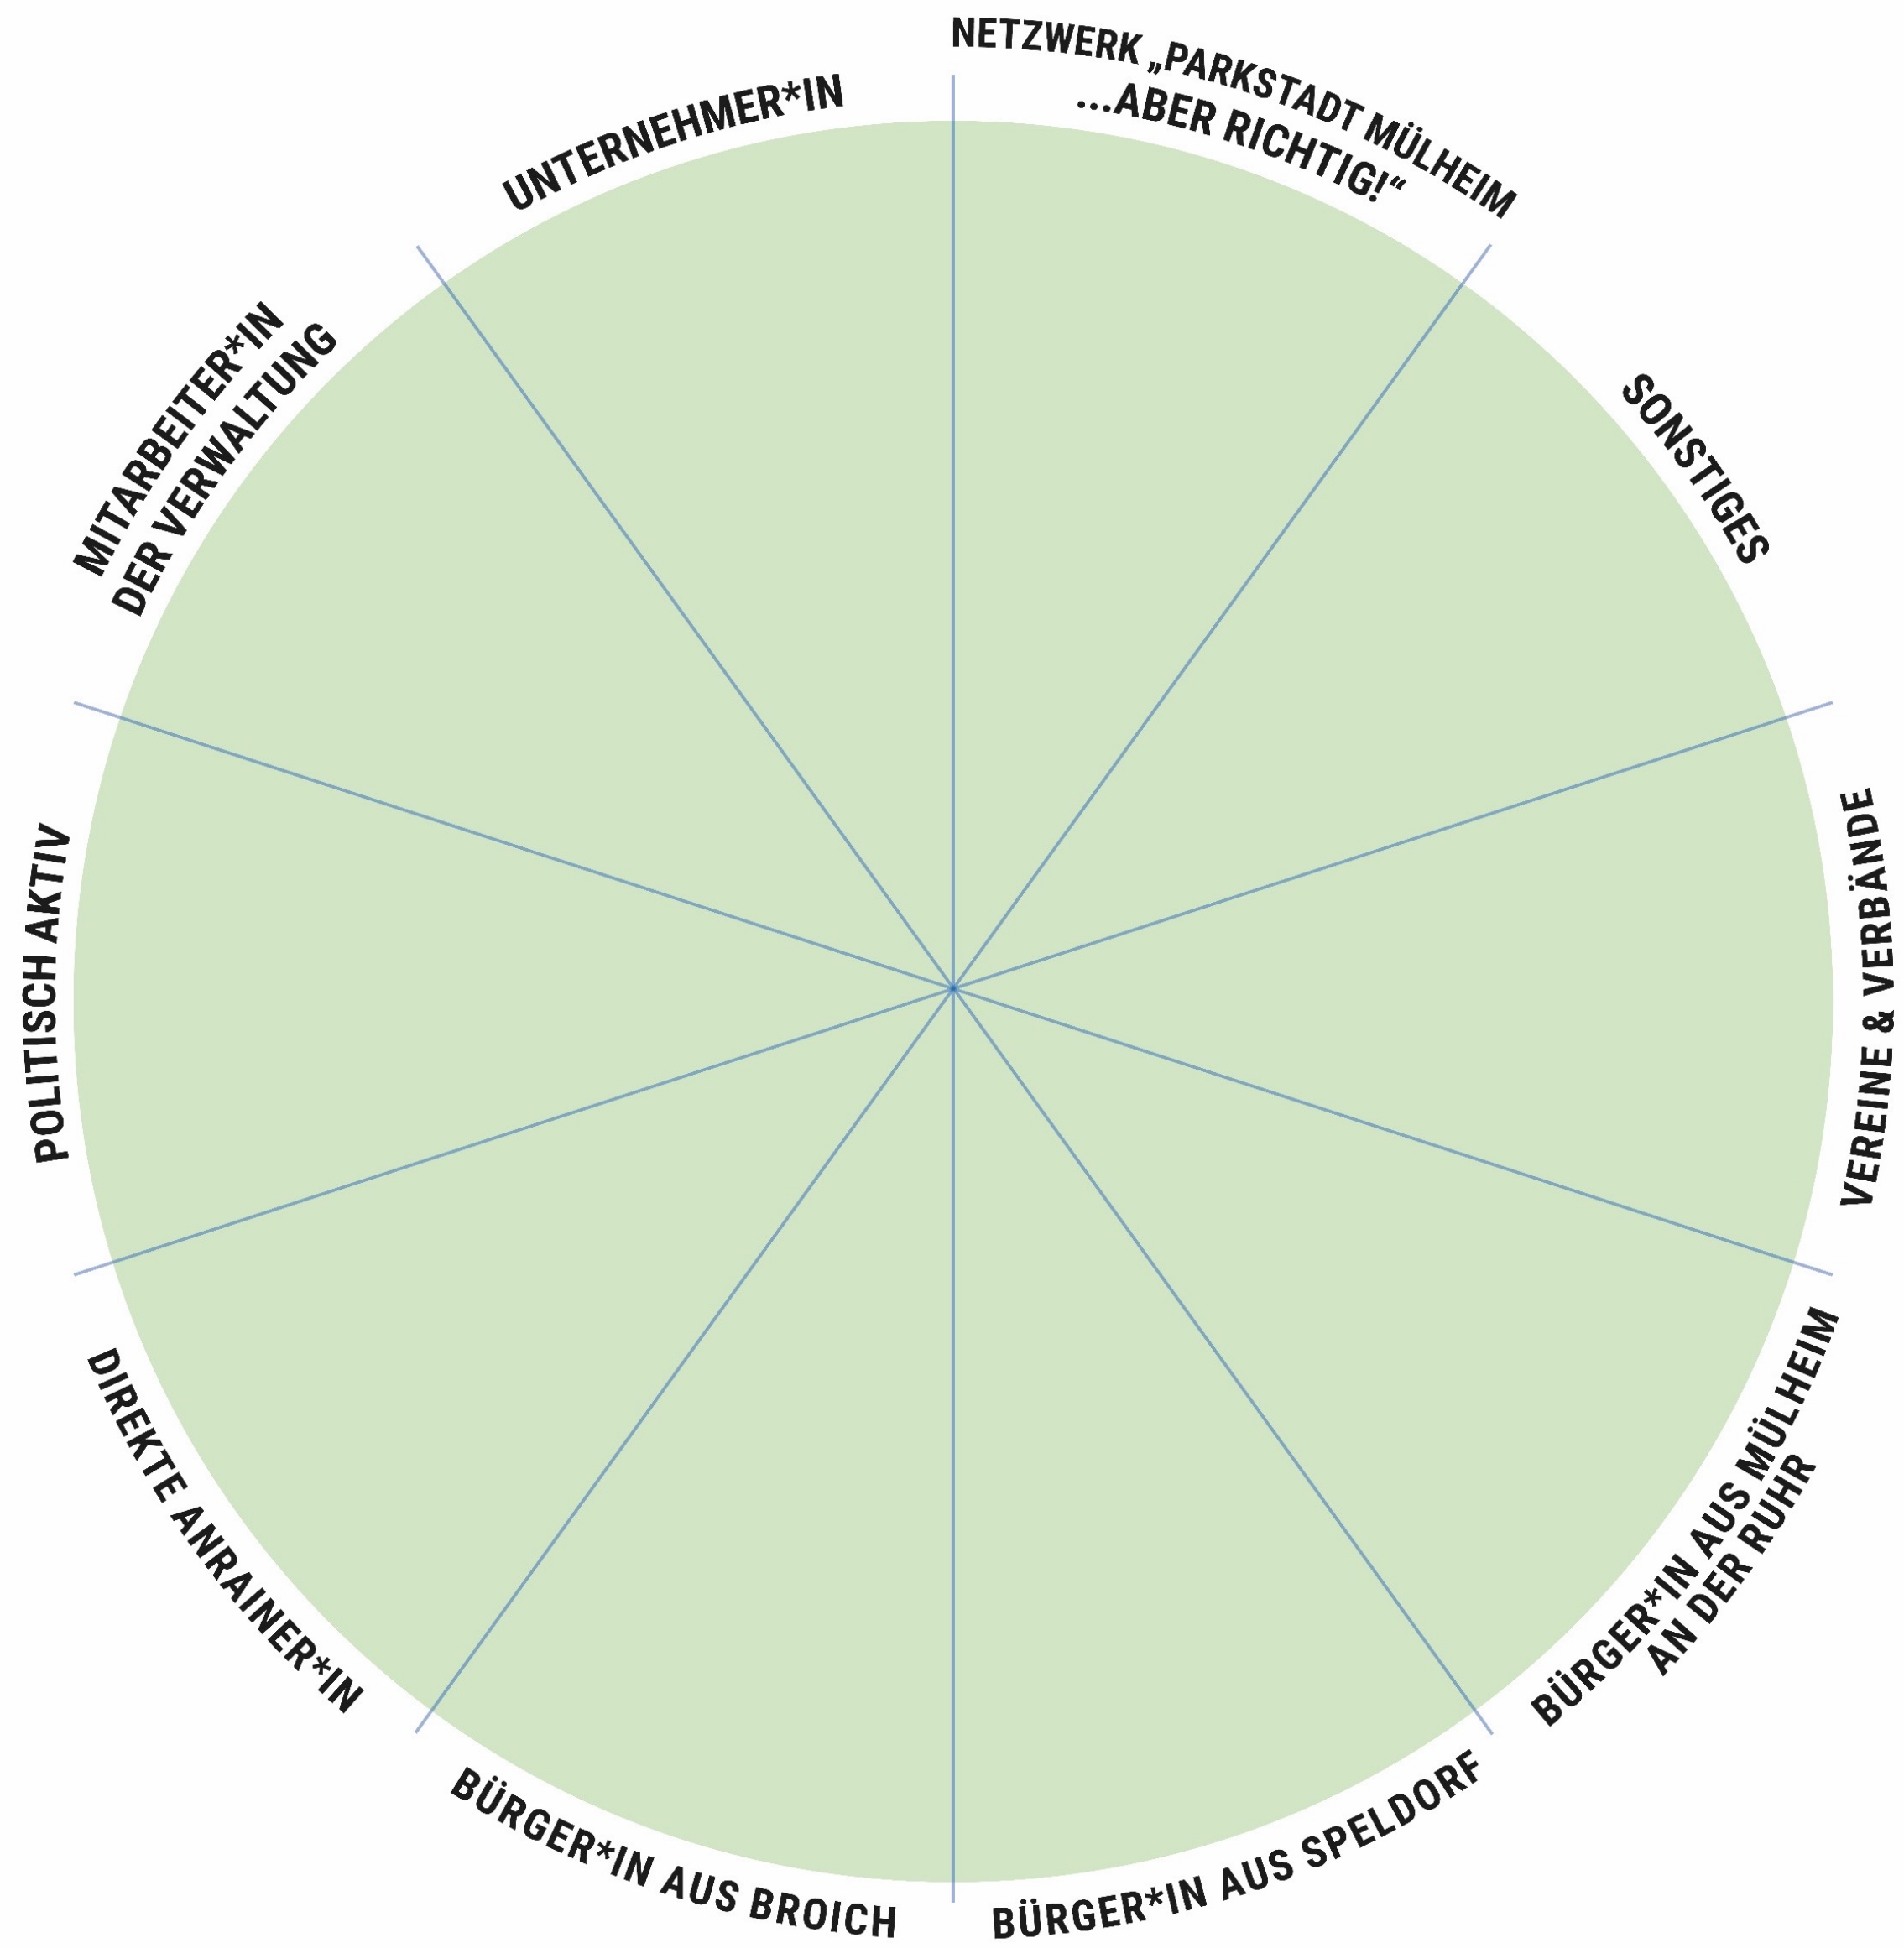 NETZWERK „PARKSTADT MÜLHEIM
...ABER RICHTIG!“
SONSTIGES
VEREINE & VERBÄNDE
BÜRGER*IN AUS MÜLHEIM
AN DER RUHR
BÜRGER*IN AUS SPELDORF
BÜRGER*IN AUS BROICH
DIREKTE ANRAINER*IN
POLITISCH AKTIV
MITARBEITER*IN
DER VERWALTUNG
UNTERNEHMER*IN